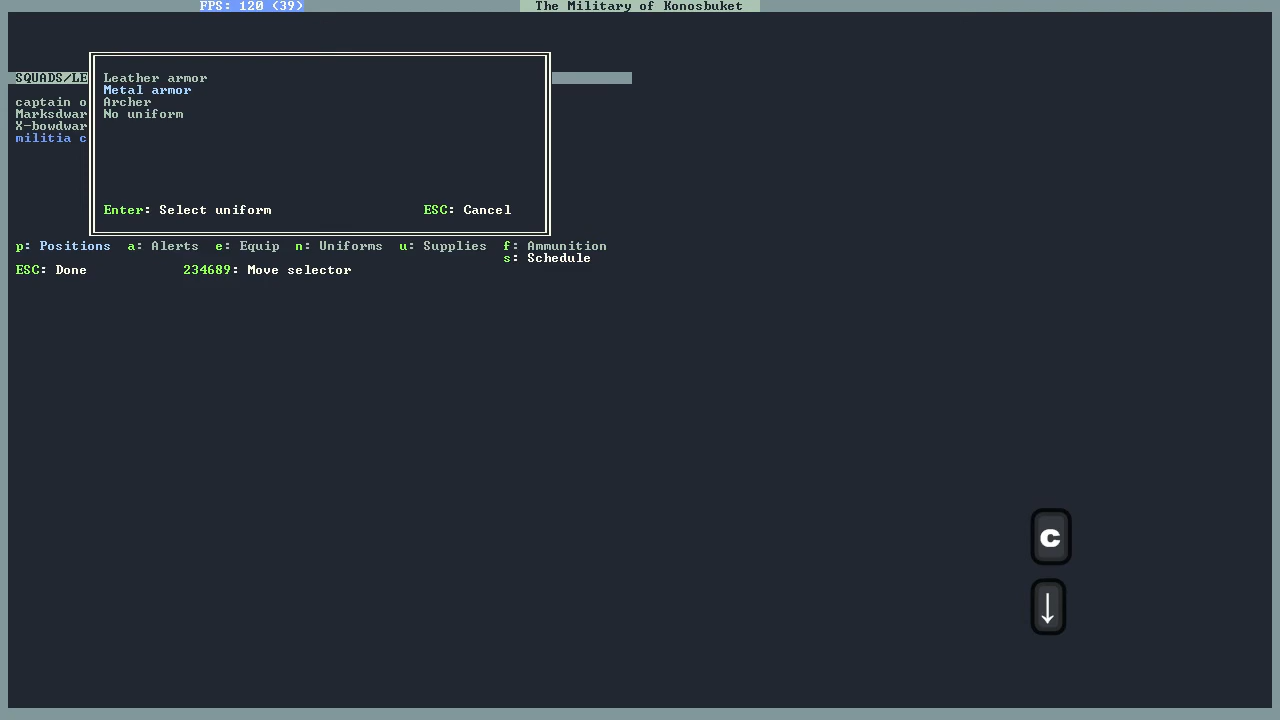 FPS: 120 (39) The Military of Konosbuket
SQUADS/LE
captain o
Marksdwar
X-bowdwar
militia c
Leather armor
Metal armor
Archer
No uniform
Enter: Select uniform ESC: Cancel
p: Positions a: Alerts e: Equip n: Uniforms u: Supplies f: Ammunition
s: Schedule
ESC: Done 234689: Move selector
C
↓